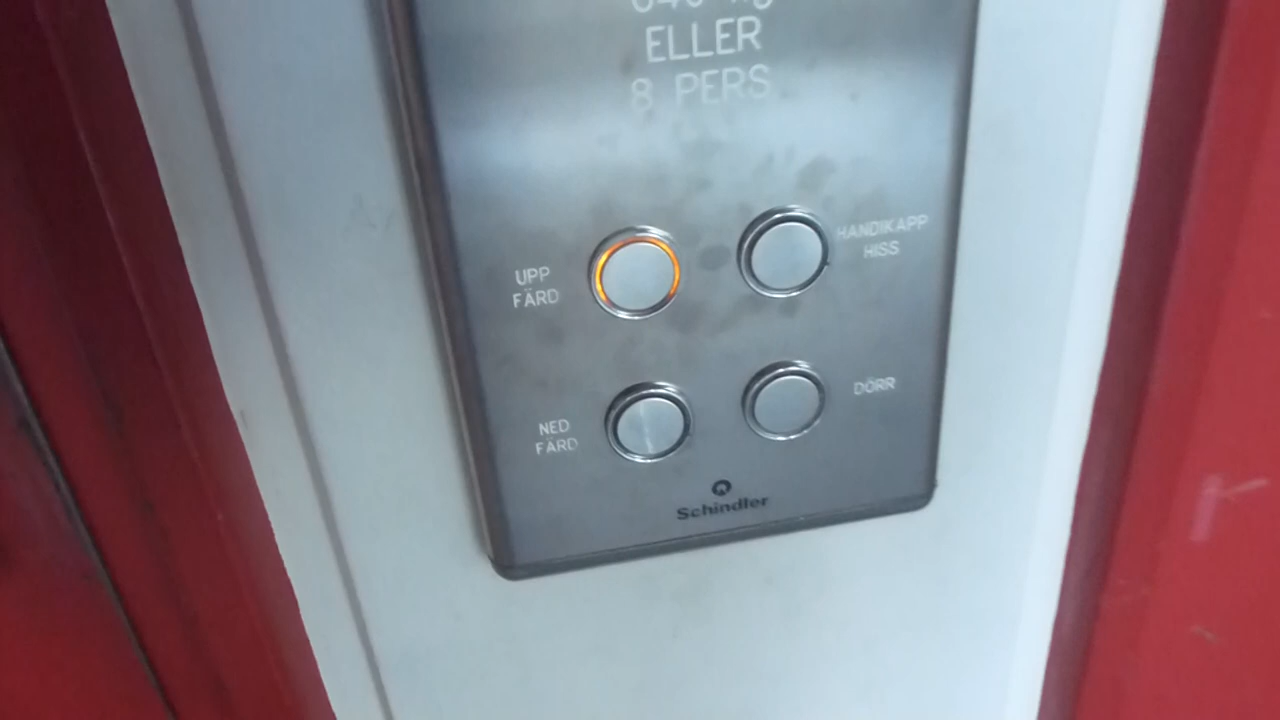 ELLER
8 PERS
UPP
FÄRD
HANDIKAPP
HISS
NED
FÄRD
DÖRR
Schindler